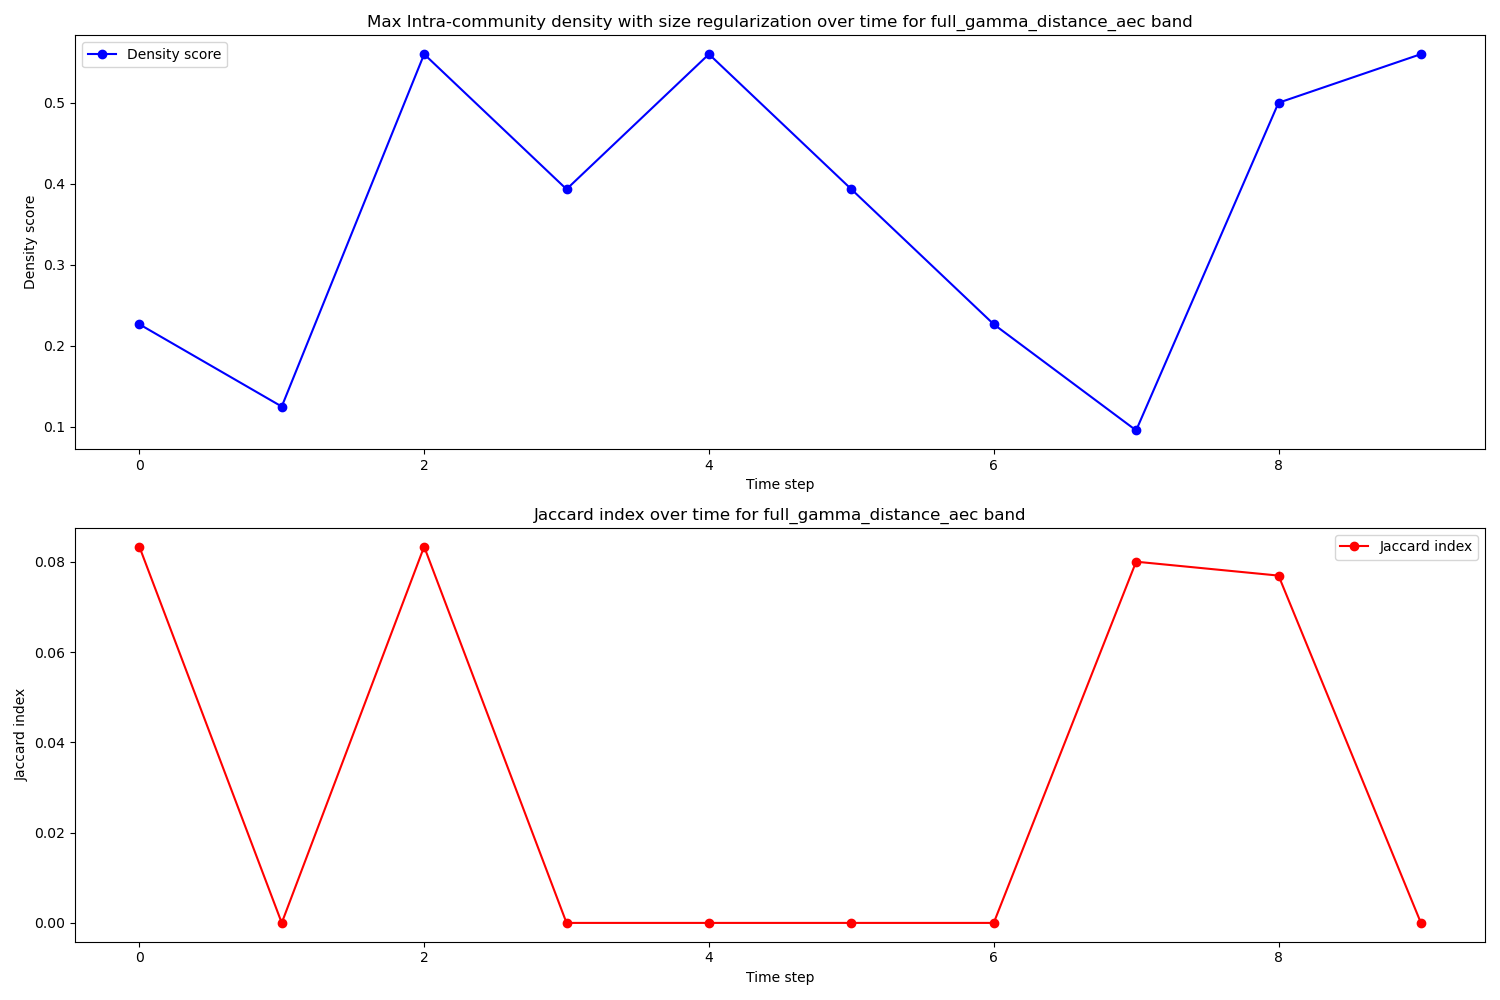 Max Intra-community density with size regularization over time for full_gamma_distance_aec band
Density score
Density score
0.5
0.4
0.3
0.2
0.1
0 2 4 6 8
Time step
Jaccard index over time for full_gamma_distance_aec band
Jaccard index
Jaccard index
0.08
0.06
0.04
0.02
0.00
0 2 4 6 8
Time step